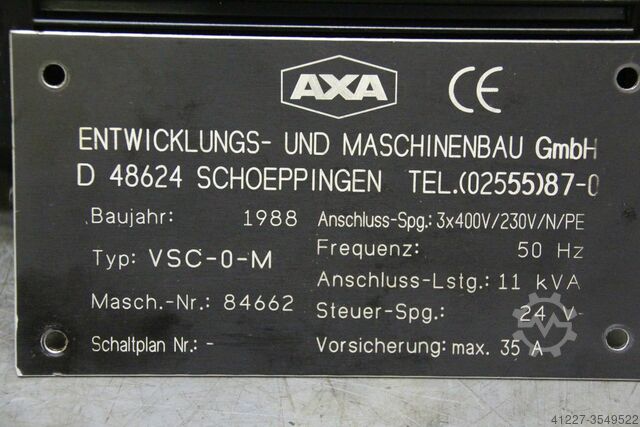 AXA CE
ENTWICKLUNGS- UND MASCHINENBAU GmbH
D 48624 SCHOEPPINGEN TEL.(02555)87-0
Baujahr: 1988 Anschluss-Spg.: 3x400V/230V/N/PE
Typ: VSC-0-M Frequenz: 50 Hz
Anschluss-Lstg.: 11 kVA
Masch.-Nr.: 84662 Steuer-Spg.: 24 V-
Schaltplan Nr.: - Vorsicherung: max. 35 A
41227-3549522